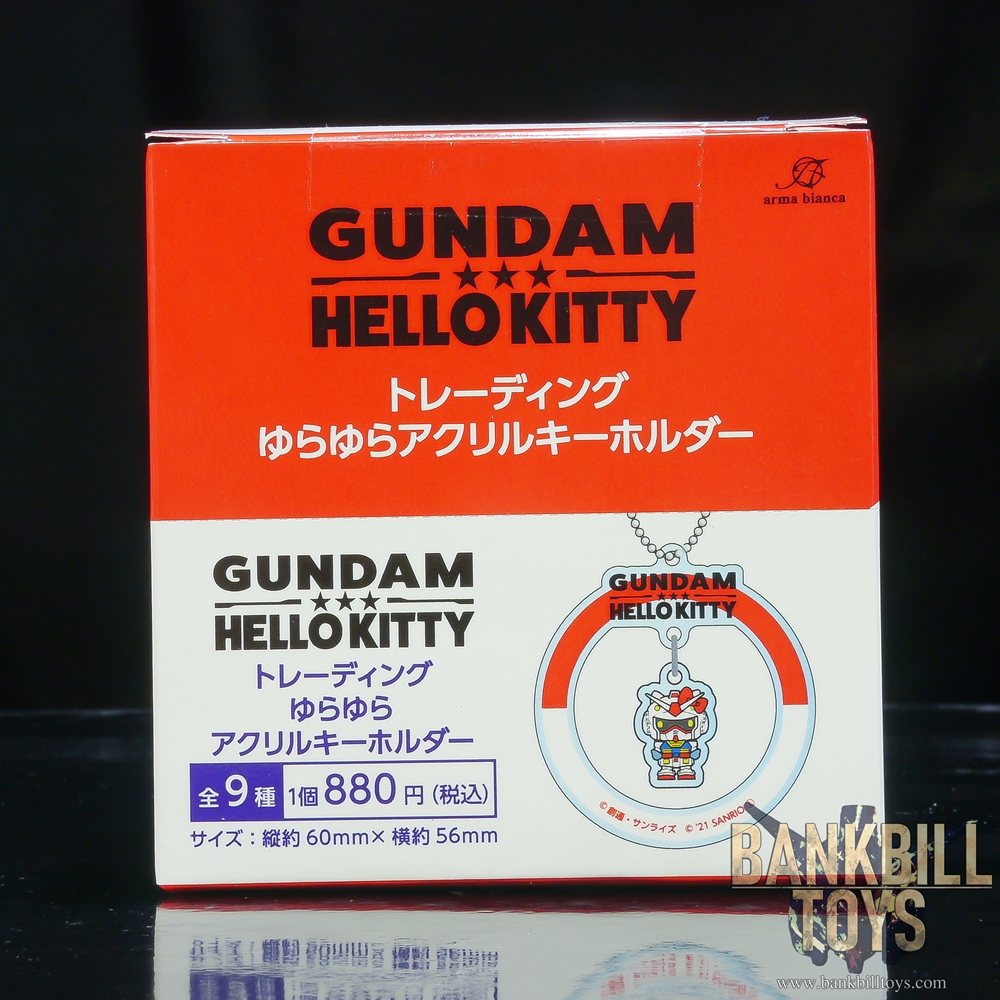 arma bianca
GUNDAM
HELLO KITTY
トレーディング
ゆらゆらアクリルキーホルダー
GUNDAM
HELLO KITTY
トレーディング
ゆらゆら
アクリルキーホルダー
全9種 1個880円(税込)
サイズ：縦約60mm×横約56mm
GUNDAM
HELLO KITTY
© 創通・サンライズ © '21 SANRIO
BANKBILL
TOYS
www.bankbilltoys.com